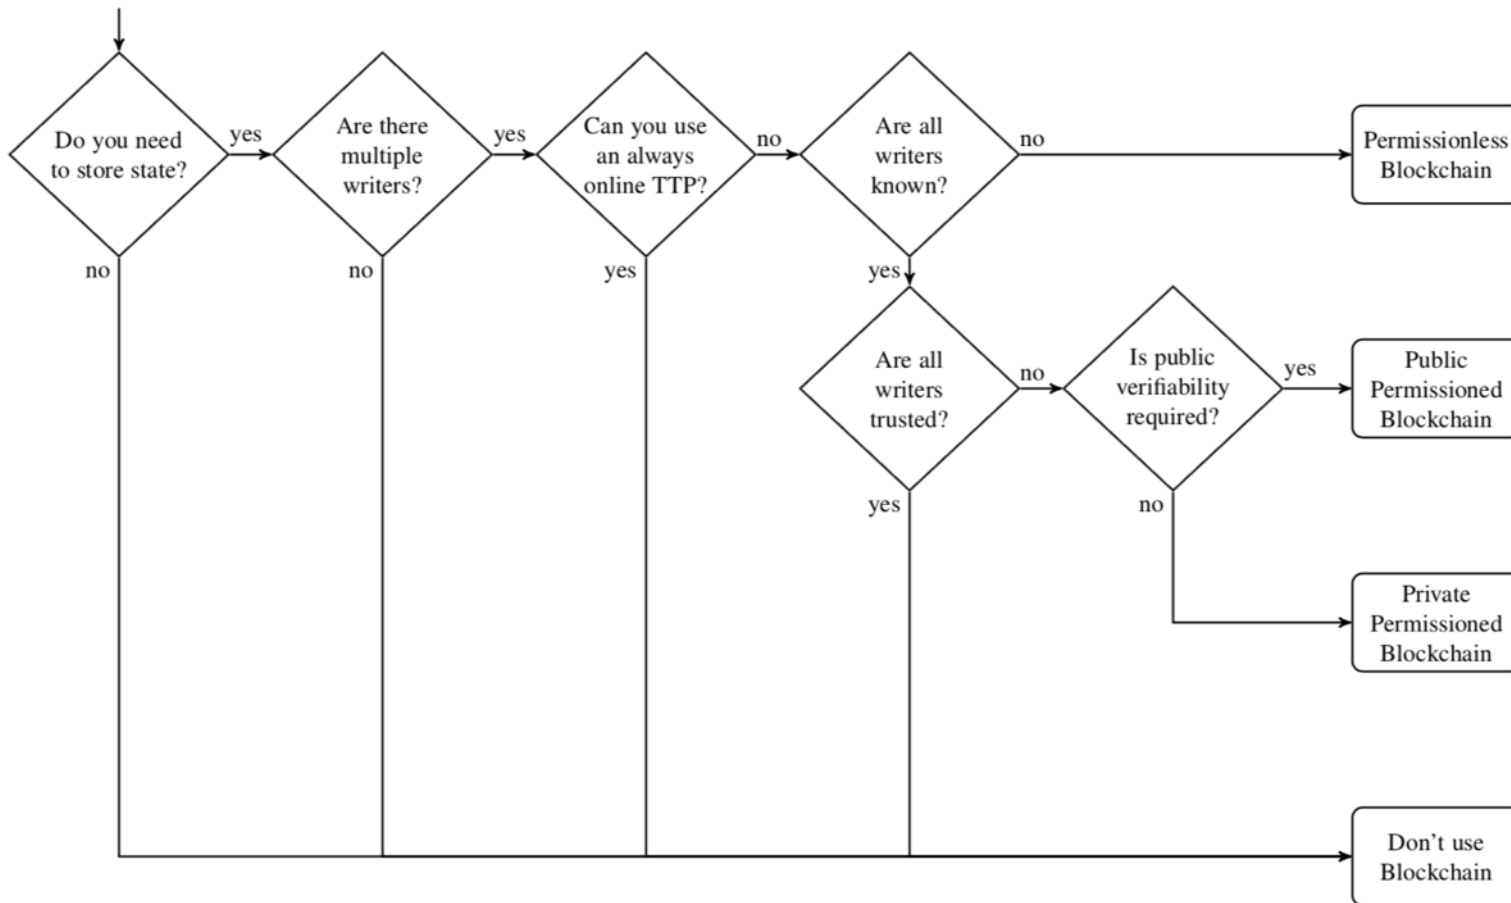 Do you need
to store state?
yes
no
Are there
multiple
writers?
yes
no
Can you use
an always
online TTP?
no
yes
Are all
writers
known?
no
yes
Permissionless
Blockchain
Are all
writers
trusted?
no
yes
Is public
verifiability
required?
yes
no
Public
Permissioned
Blockchain
Private
Permissioned
Blockchain
Don't use
Blockchain